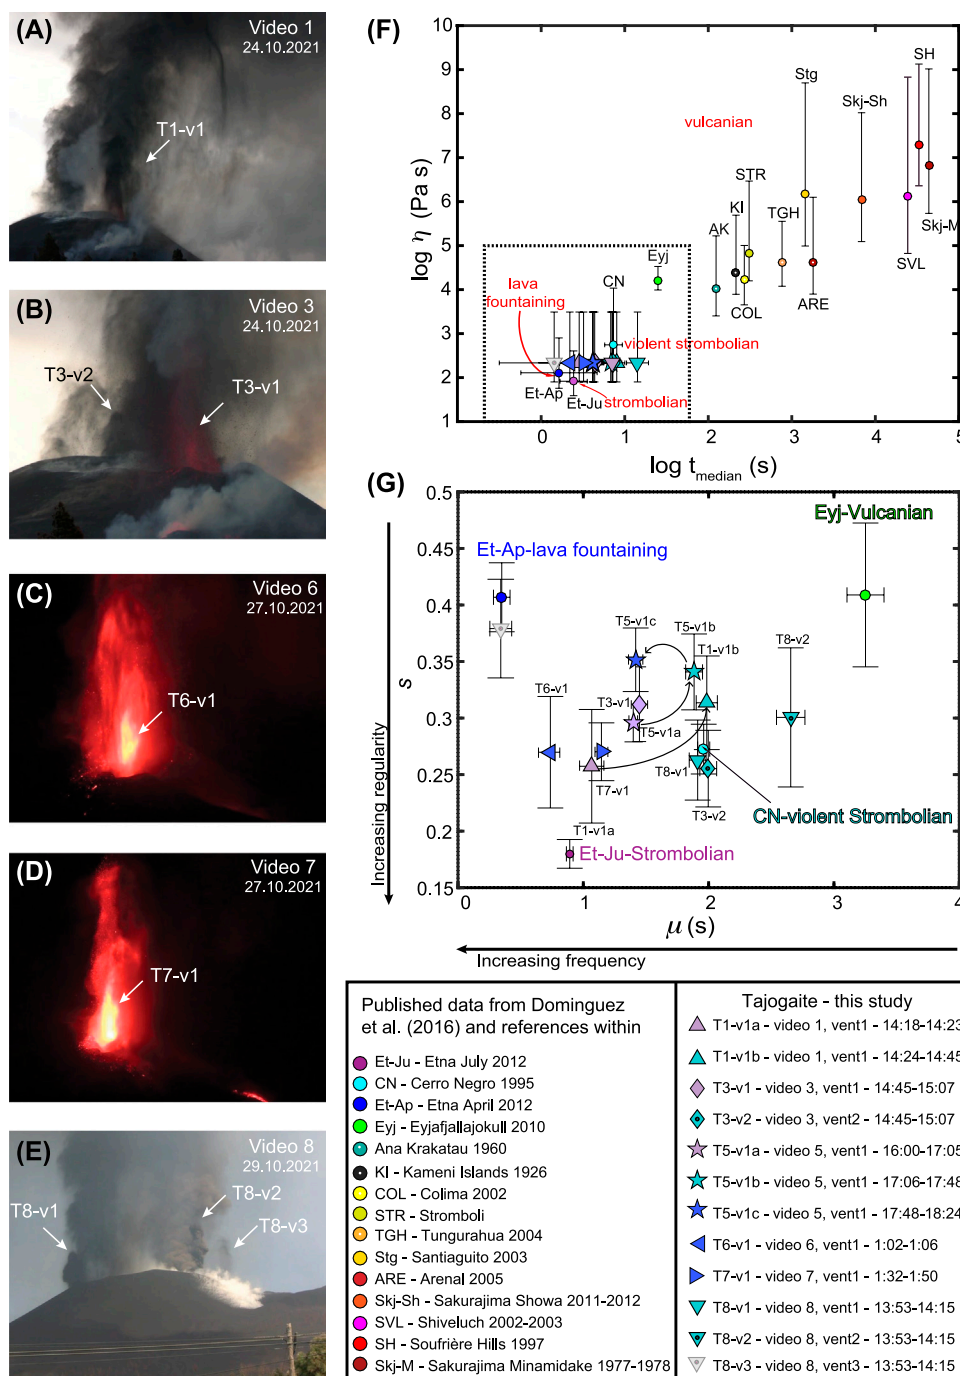 (A)
Video 1
24.10.2021
T1-v1
(B)
Video 3
24.10.2021
T3-v2
T3-v1
(C)
Video 6
27.10.2021
T6-v1
(D)
Video 7
27.10.2021
T7-v1
(E)
Video 8
29.10.2021
T8-v1
T8-v2
T8-v3
(F)
10
9
8
7
6
5
4
3
2
1
log η (Pa s)
0
1
2
3
4
5
log t median (s)
vulcanian
Stg
SH
Skj-Sh
STR
KI
AK
TGH
Skj-M
SVL
COL
ARE
Eyj
CN
lava
fountaining
violent strombolian
Et-Ap
strombolian
Et-Ju
(G)
0.5
0.45
0.4
0.35
0.3
0.25
0.2
0.15
s
Increasing regularity
0
1
2
3
4
μ (s)
Increasing frequency
Eyj-Vulcanian
Et-Ap-lava fountaining
T5-v1c
T5-v1b
T1-v1b
T8-v2
T6-v1
T3-v1
T5-v1a
T7-v1
T8-v1
T3-v2
T1-v1a
CN-violent Strombolian
Et-Ju-Strombolian
Published data from Dominguez
et al. (2016) and references within
Et-Ju - Etna July 2012
CN - Cerro Negro 1995
Et-Ap - Etna April 2012
Eyj - Eyjafjallajokull 2010
Ana Krakatau 1960
KI - Kameni Islands 1926
COL - Colima 2002
STR - Stromboli
TGH - Tungurahua 2004
Stg - Santiaguito 2003
ARE - Arenal 2005
Skj-Sh - Sakurajima Showa 2011-2012
SVL - Shiveluch 2002-2003
SH - Soufrière Hills 1997
Skj-M - Sakurajima Minamidake 1977-1978
Tajogaite - this study
T1-v1a - video 1, vent1 - 14:18-14:23
T1-v1b - video 1, vent1 - 14:24-14:45
T3-v1 - video 3, vent1 - 14:45-15:07
T3-v2 - video 3, vent2 - 14:45-15:07
T5-v1a - video 5, vent1 - 16:00-17:05
T5-v1b - video 5, vent1 - 17:06-17:48
T5-v1c - video 5, vent1 - 17:48-18:24
T6-v1 - video 6, vent1 - 1:02-1:06
T7-v1 - video 7, vent1 - 1:32-1:50
T8-v1 - video 8, vent1 - 13:53-14:15
T8-v2 - video 8, vent2 - 13:53-14:15
T8-v3 - video 8, vent3 - 13:53-14:15